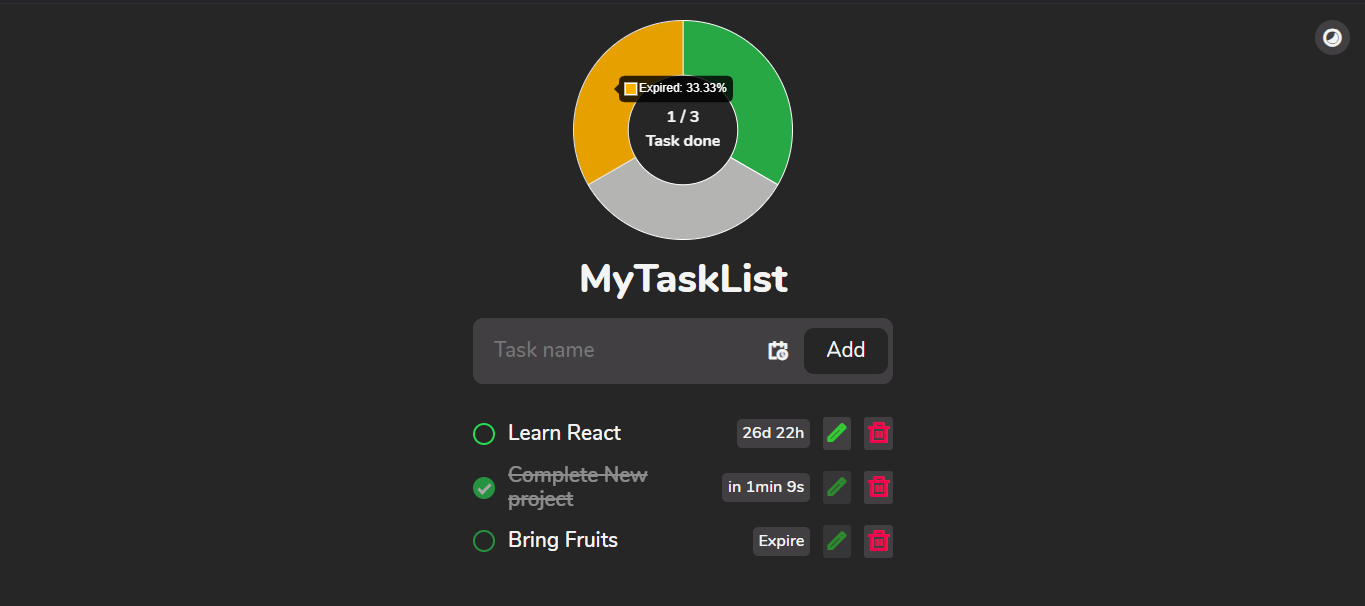 Expired: 33.33%
1 / 3
Task done
MyTaskList
Task name
Add
Learn React
26d 22h
Complete New
project
in 1min 9s
Bring Fruits
Expire